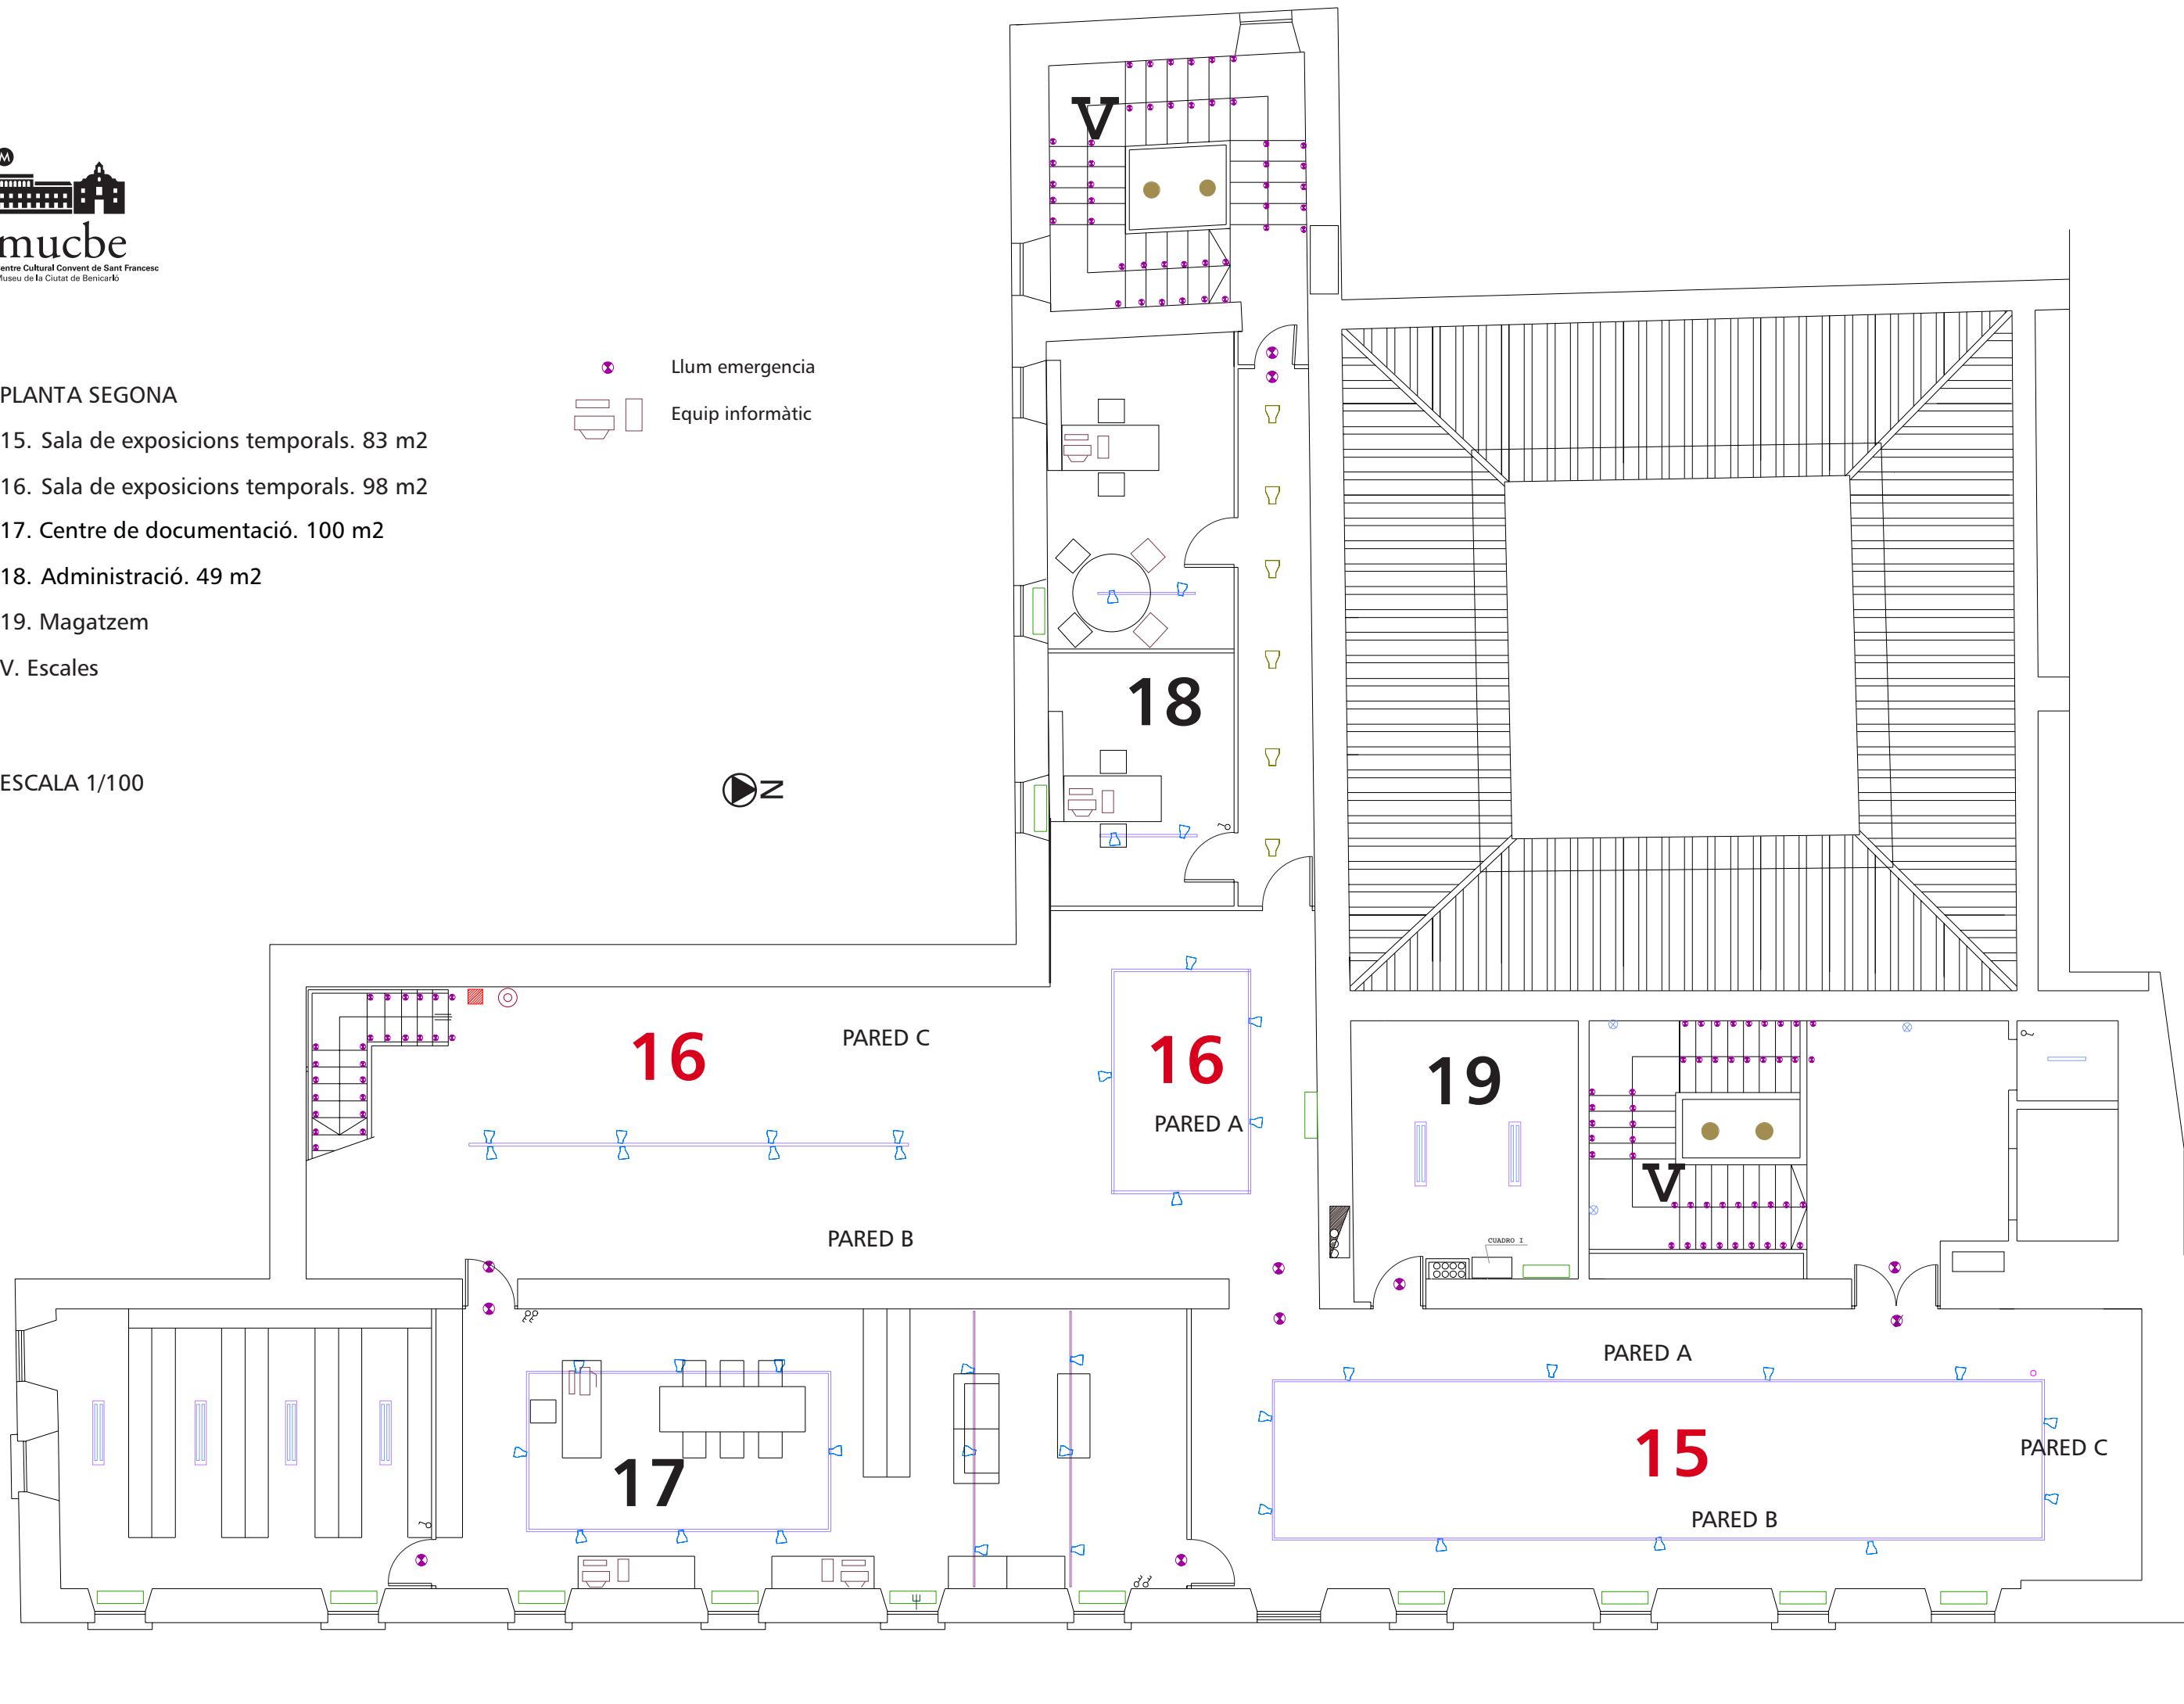 M
mucbe
Centre Cultural Convent de Sant Francesc
Museu de la Ciutat de Benicarló
PLANTA SEGONA
15. Sala de exposicions temporals. 83 m2
16. Sala de exposicions temporals. 98 m2
17. Centre de documentació. 100 m2
18. Administració. 49 m2
19. Magatzem
V. Escales
ESCALA 1/100
Llum emergencia
Equip informàtic
N
V
18
16
PARED C
16
PARED A
PARED B
19
CUADRO I
V
17
PARED A
15
PARED C
PARED B